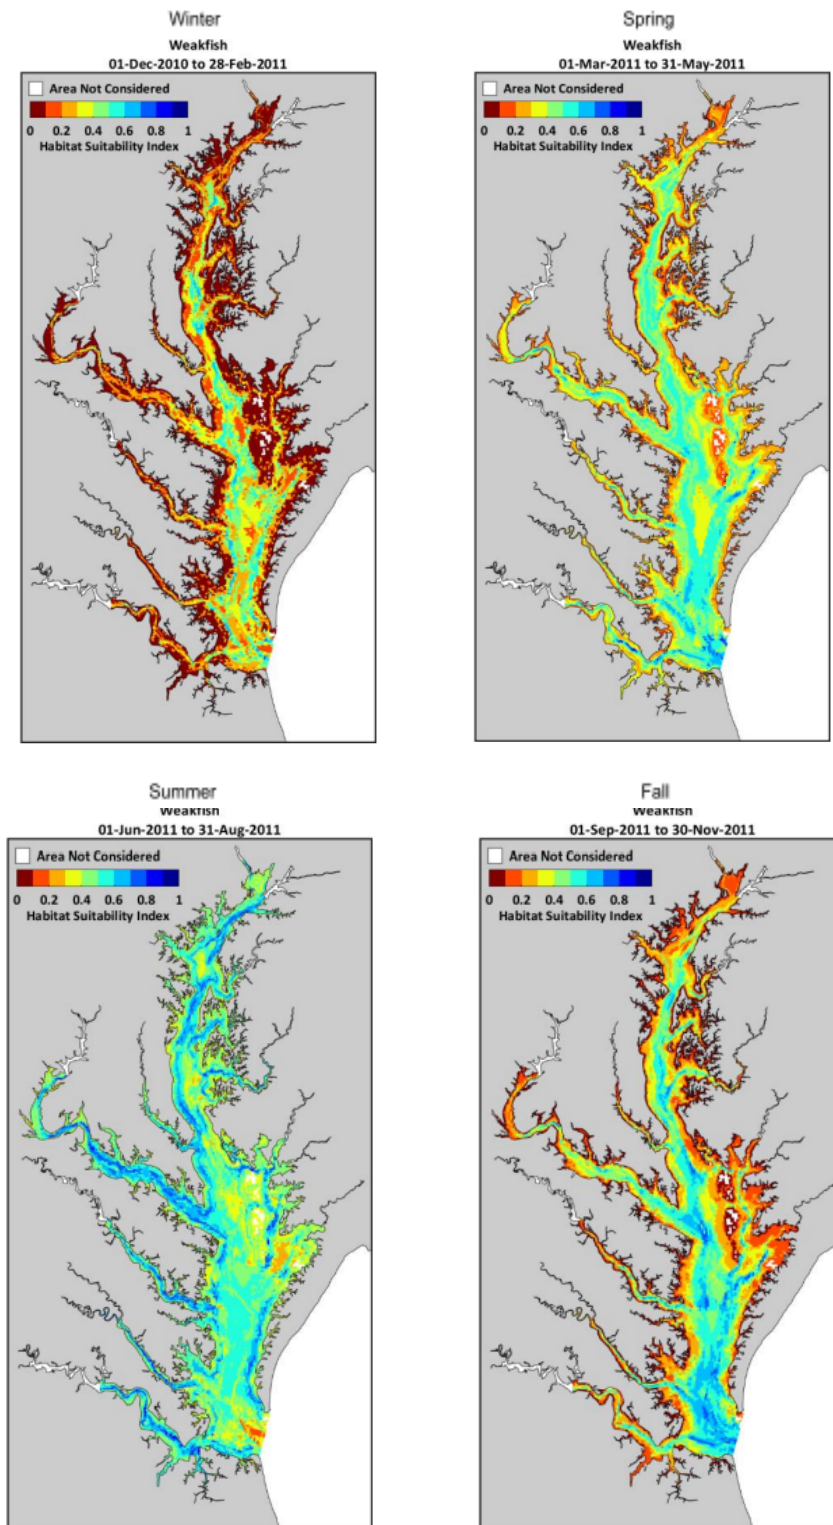 Winter
Weakfish
01-Dec-2010 to 28-Feb-2011
Area Not Considered
0 0.2 0.4 0.6 0.8 1
Habitat Suitability Index
Spring
Weakfish
01-Mar-2011 to 31-May-2011
Area Not Considered
0 0.2 0.4 0.6 0.8 1
Habitat Suitability Index
Summer
Weakfish
01-Jun-2011 to 31-Aug-2011
Area Not Considered
0 0.2 0.4 0.6 0.8 1
Habitat Suitability Index
Fall
Weakfish
01-Sep-2011 to 30-Nov-2011
Area Not Considered
0 0.2 0.4 0.6 0.8 1
Habitat Suitability Index